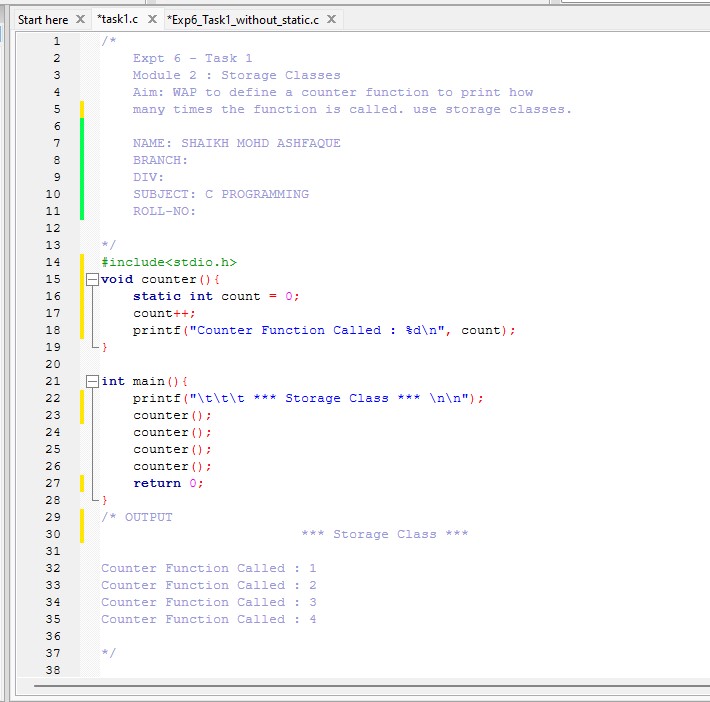 Start here X *task1.c X *Exp6_Task1_without_static.c X
1 /*
2     Expt 6 - Task 1
3     Module 2 : Storage Classes
4     Aim: WAP to define a counter function to print how
5     many times the function is called. use storage classes.
6
7     NAME: SHAIKH MOHD ASHFAQUE
8     BRANCH:
9     DIV:
10     SUBJECT: C PROGRAMMING
11     ROLL-NO:
12
13 */
14 #include<stdio.h>
15 void counter(){
16     static int count = 0;
17     count++;
18     printf("Counter Function Called : %d\n", count);
19 }
20
21 int main(){
22     printf("\t\t\t *** Storage Class *** \n\n");
23     counter();
24     counter();
25     counter();
26     counter();
27     return 0;
28 }
29 /* OUTPUT
30                          *** Storage Class ***
31
32 Counter Function Called : 1
33 Counter Function Called : 2
34 Counter Function Called : 3
35 Counter Function Called : 4
36
37 */
38